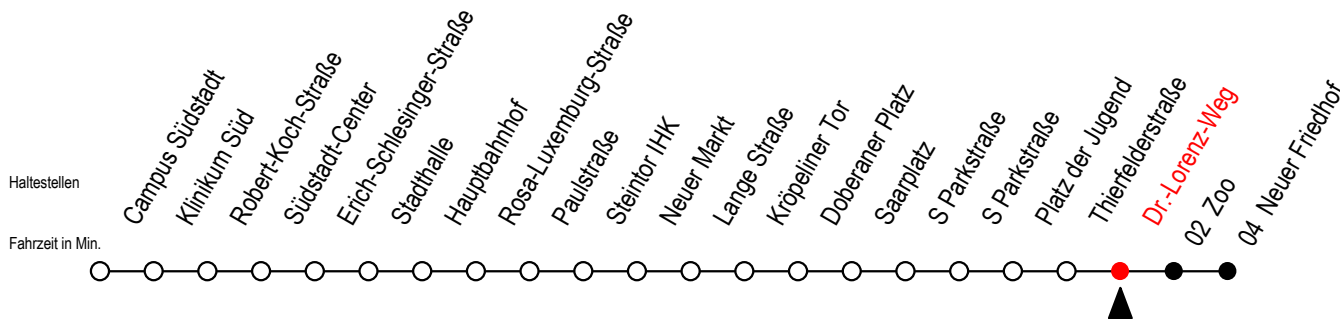 Haltestellen
Fahrzeit in Min.
Campus Südstadt
Klinikum Süd
Robert-Koch-Straße
Südstadt-Center
Erich-Schlesinger-Straße
Stadthalle
Hauptbahnhof
Rosa-Luxemburg-Straße
Paulstraße
Steintor IHK
Neuer Markt
Lange Straße
Kröpeliner Tor
Doberaner Platz
Saarplatz
S Parkstraße
S Parkstraße
Platz der Jugend
Thierfelderstraße
Dr.-Lorenz-Weg
02 Zoo
04 Neuer Friedhof